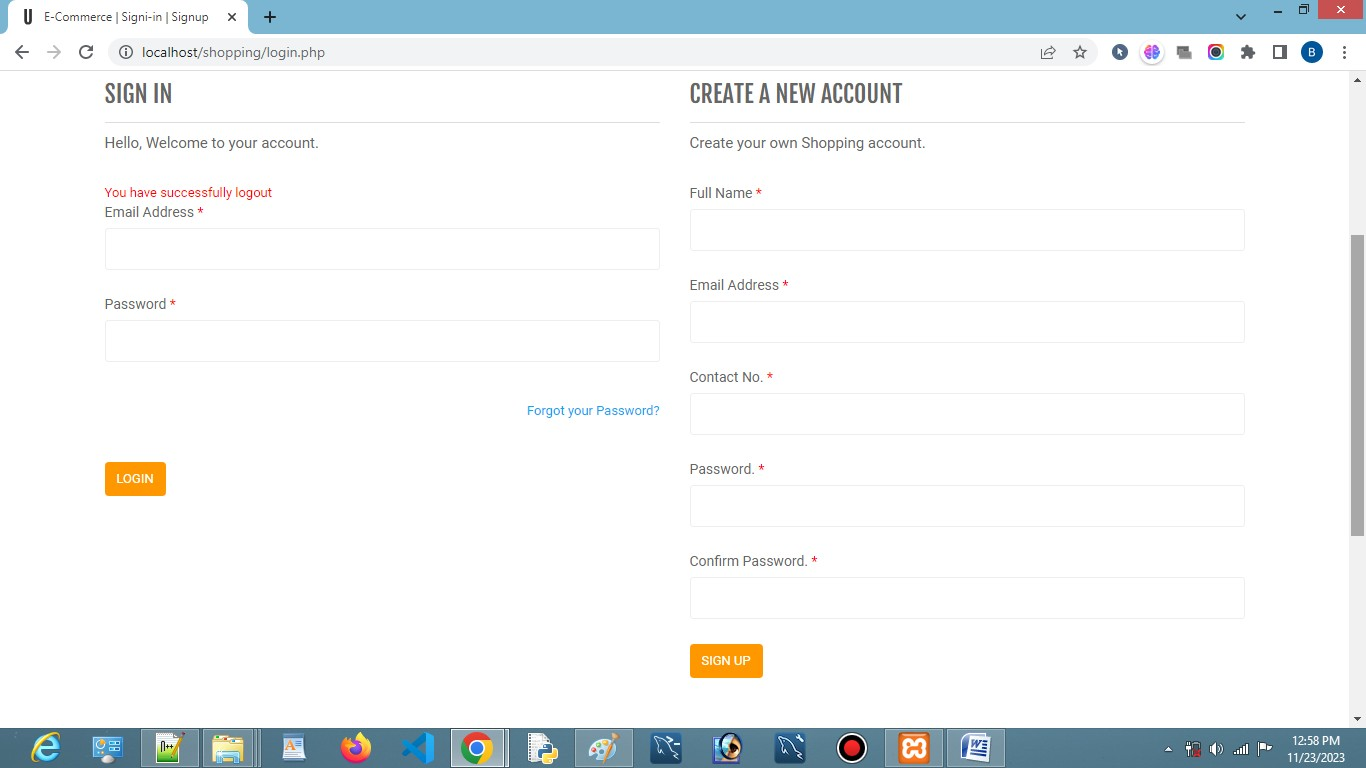 E-Commerce | Signi-in | Signup
localhost/shopping/login.php
B
SIGN IN
Hello, Welcome to your account.
You have successfully logout
Email Address *
Password *
Forgot your Password?
LOGIN
CREATE A NEW ACCOUNT
Create your own Shopping account.
Full Name *
Email Address *
Contact No. *
Password. *
Confirm Password. *
SIGN UP
12:58 PM
11/23/2023